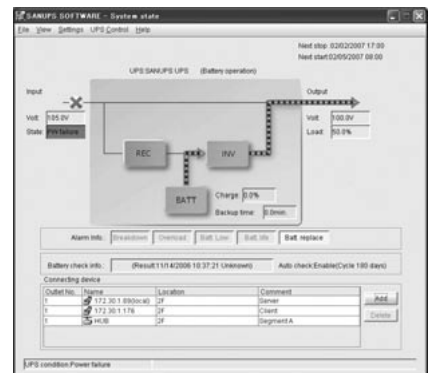 SANUPS SOFTWARE - System state
File View Settings UPS Control Help
Next stop :02/02/2007 17:00
Next start:02/05/2007 08:00
UPS:SANUPS:UPS (Battery operation)
Input
Output
Volt: 105.0V
Volt: 100.0V
State: PW failure
Load: 50.0%
REC
INV
BATT
Charge: 0.0%
Backup time: 0.0min.
Alarm Info.: Breakdown Overload Batt Low Batt Idle Batt replace
Battery check info.: (Result:11/14/2006 10:37:21 Unknown) Auto check:Enable(Cycle 180 days)
Connecting device
Outlet No. Name Location Comment
1 172.30.1.89(local) 2F Server
1 172.30.1.176 2F Client
1 HUB 2F Segment A
Add
Delete
UPS condition:Power failure